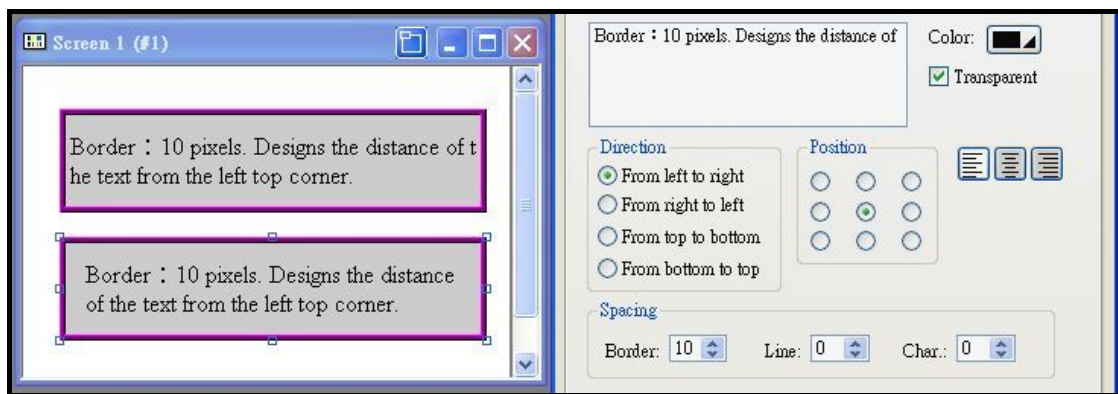 Screen 1 (#1)
Border：10 pixels. Designs the distance of t
he text from the left top corner.
Border：10 pixels. Designs the distance
of the text from the left top corner.
Border：10 pixels. Designs the distance of
Color:
Transparent
Direction
From left to right
From right to left
From top to bottom
From bottom to top
Position
Spacing
Border: 10 Line: 0 Char.: 0